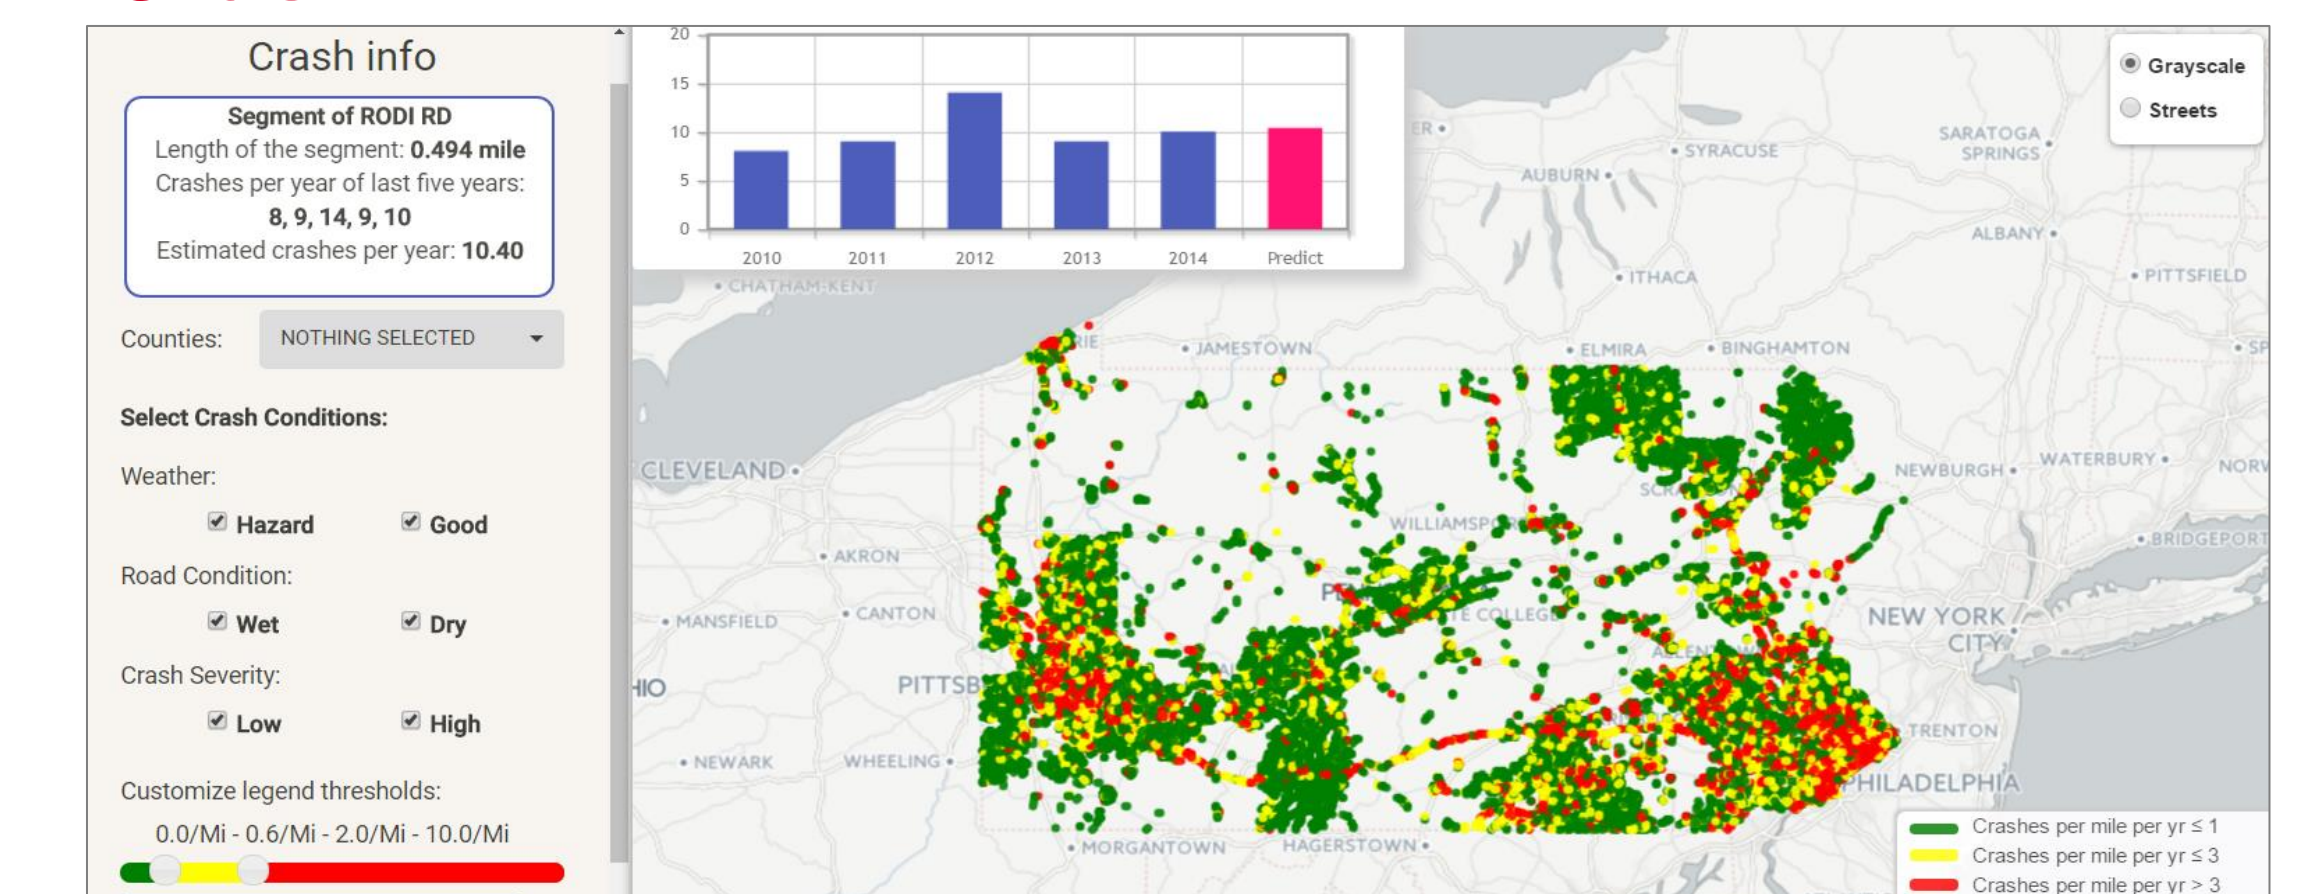 Crash info
Segment of RODI RD
Length of the segment: 0.494 mile
Crashes per year of last five years:
8, 9, 14, 9, 10
Estimated crashes per year: 10.40
Counties:
NOTHING SELECTED
Select Crash Conditions:
Weather:
Hazard
Good
Road Condition:
Wet
Dry
Crash Severity:
Low
High
Customize legend thresholds:
0.0/Mi - 0.6/Mi - 2.0/Mi - 10.0/Mi
20
15
10
5
0
2010
2011
2012
2013
2014
Predict
Grayscale
Streets
SYRACUSE
SARATOGA
SPRINGS
AUBURN
ALBANY
ITHACA
PITTSFIELD
CHATHAM-KENT
JAMESTOWN
ELMIRA
BINGHAMTON
CLEVELAND
NEWBURGH
WATERBURY
WILLIAMSP
AKRON
BRIDGEPORT
MANSFIELD
CANTON
NEW YORK
CITY
TE COLLEGE
PITTSB
HIO
NEWARK
WHEELING
TRENTON
PHILADELPHIA
MORGANTOWN
HAGERSTOWN
Crashes per mile per yr ≤ 1
Crashes per mile per yr ≤ 3
Crashes per mile per yr > 3